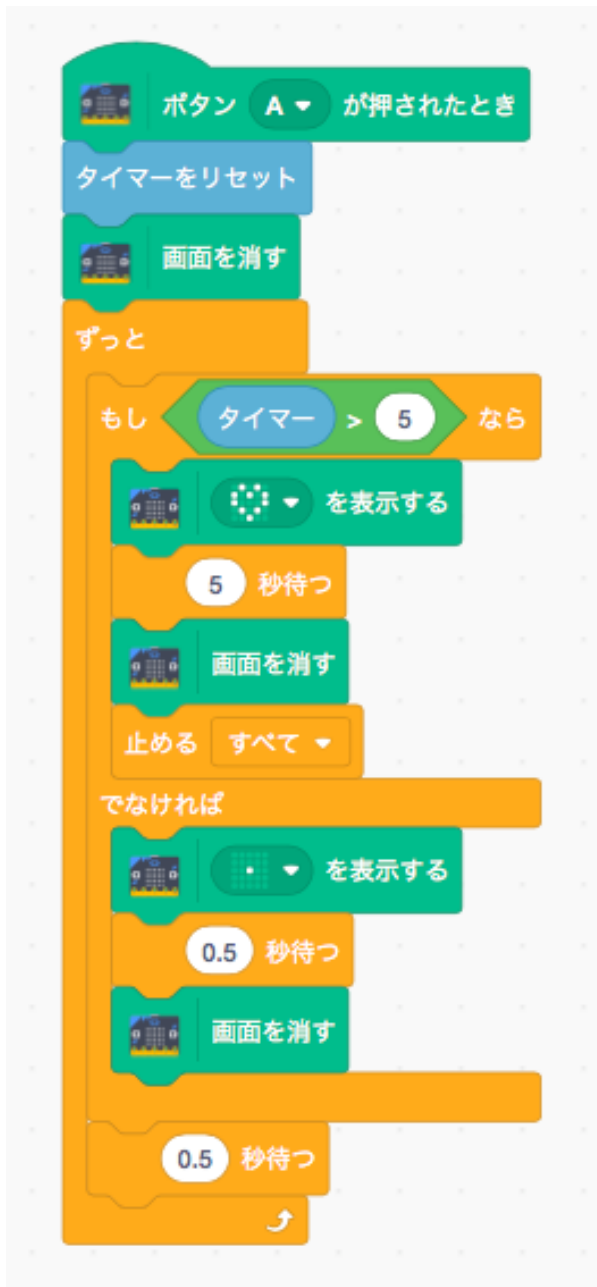 ボタン A が押されたとき
タイマーをリセット
画面を消す
ずっと
もし タイマー > 5 なら
を表示する
5 秒待つ
画面を消す
止める すべて
でなければ
を表示する
0.5 秒待つ
画面を消す
0.5 秒待つ